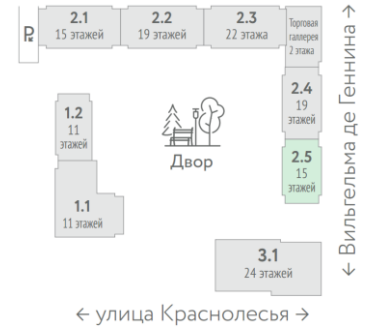 P
2.1
15 этажей
2.2
19 этажей
2.3
22 этажа
Торговая
галлерея
2 этажа
2.4
19
этажей
1.2
11
этажей
Двор
2.5
15
этажей
1.1
11 этажей
3.1
24 этажей
← Вильгельма де Геннина →
← улица Краснолесья →